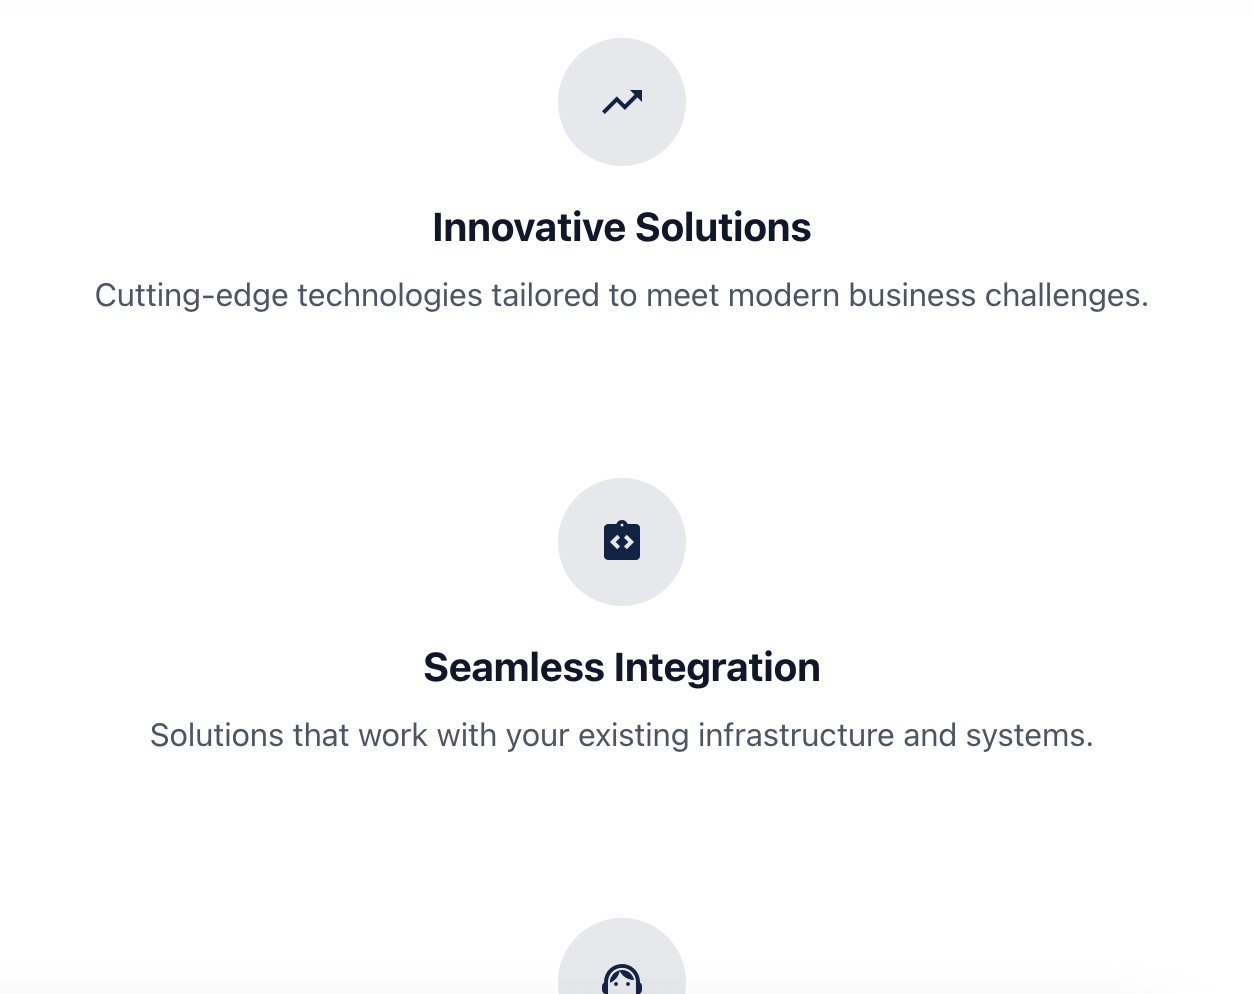 Innovative Solutions
Cutting-edge technologies tailored to meet modern business challenges.
Seamless Integration
Solutions that work with your existing infrastructure and systems.